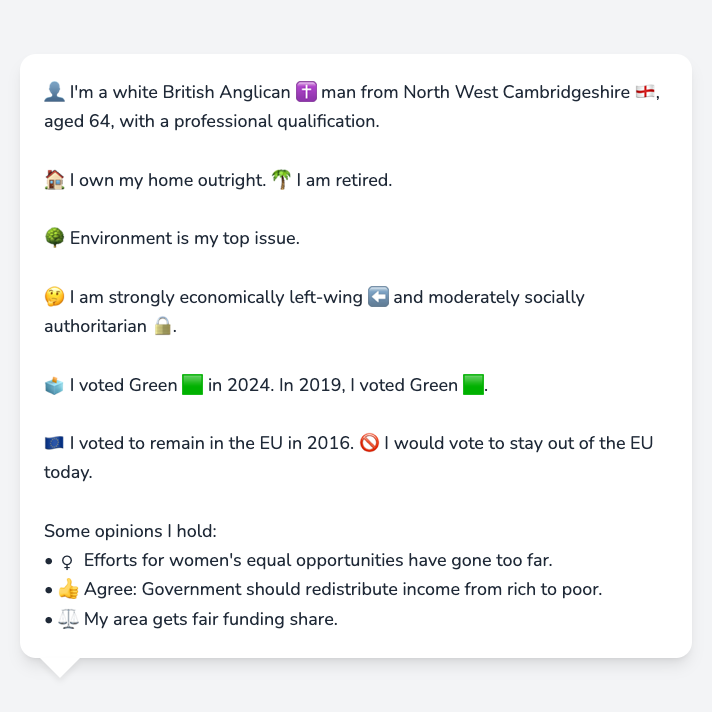 👤 I'm a white British Anglican ✝️ man from North West Cambridgeshire 🏴󠁧󠁢󠁥󠁮󠁧󠁿,
aged 64, with a professional qualification.
🏠 I own my home outright. 🌴 I am retired.
🌳 Environment is my top issue.
🤔 I am strongly economically left-wing ⬅️ and moderately socially
authoritarian 🔒.
🗳️ I voted Green 🟩 in 2024. In 2019, I voted Green 🟩.
🇪🇺 I voted to remain in the EU in 2016. 🚫 I would vote to stay out of the EU
today.
Some opinions I hold:
• ♀ Efforts for women's equal opportunities have gone too far.
• 👍 Agree: Government should redistribute income from rich to poor.
• ⚖️ My area gets fair funding share.